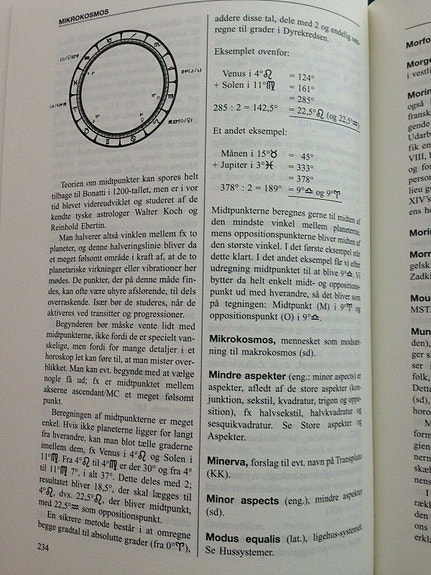 MIKROKOSMOS
Teorien om midtpunkter kan spores helt
tilbage til Bonatti i 1200-tallet, men er i vor
tid blevet videreudviklet og studeret af de
kendte tyske astrologer Walter Koch og
Reinhold Ebertin.
Man halverer altså vinklen mellem fx to
planeter, og denne halveringslinie bliver da
et meget følsomt område i kraft af, at de to
planetariske virkninger eller vibrationer her
mødes. De punkter, der på denne måde fin-
des, kan ofte være uhyre afslørende, til dels
overraskende. Især bør de studeres, når de
aktiveres ved transitter og progressioner.
Begynderen bør måske vente lidt med
midtpunkterne, ikke fordi de er specielt van-
skelige, men fordi for mange detaljer i et
horoskop let kan føre til, at man mister over-
blikket. Man kan evt. begynde med at vælge
nogle få ud; fx er midtpunktet mellem
akserne ascendant/MC et meget følsomt
punkt.
Beregningen af midtpunkterne er meget
enkel. Hvis ikke planeterne ligger for langt
fra hverandre, kan man blot tælle graderne
imellem dem, fx Venus i 4°♌ og Solen i
11°♍. Fra 4°♌ til 4°♍ er der 30° og fra 4°
til 11°♍ 7°, i alt 37°. Dette deles med 2;
resultatet bliver 18,5°, der skal lægges til
4°♌, dvs. 22,5°♌, der bliver midtpunkt,
med 22,5°♒ som oppositionspunkt.
En sikrere metode består i at omregne
begge gradtal til absolutte grader (fra 0°♈),
234
addere disse tal, dele med 2 og endelig om-
regne til grader i Dyrekredsen.
Eksemplet ovenfor:
Venus i 4°♌ = 124°
+ Solen i 11°♍ = 161°
= 285°
285 : 2 = 142,5° = 22,5°♌ (og 22,5°♒)
Et andet eksempel:
Månen i 15°♉ = 45°
+ Jupiter i 3°♓ = 333°
= 378°
378° : 2 = 189° = 9°♎ og 9°♈
Midtpunkterne beregnes gerne til midten af
den mindste vinkel mellem planeterne,
mens oppositionspunkterne bliver midten af
den største vinkel. I det første eksempel står
dette klart. I det andet eksempel får vi efter
udregning midtpunktet til at blive 9°♎. Vi
bytter da helt enkelt midt- og oppositions-
punkt ud med hverandre, så det bliver som
på tegningen: Midtpunkt (M) i 9°♈ og
oppositionspunkt (O) i 9°♎.
Mikrokosmos, mennesket som modsæt-
ning til makrokosmos (sd).
Mindre aspekter (eng.: minor aspects) er
aspekter, afledt af de store aspekter (kon-
junktion, sekstil, kvadratur, trigon og oppo-
sition), fx halvsekstil, halvkvadratur og
sesquikvadratur. Se Store aspekter og
Aspekter.
Minerva, forslag til evt. navn på Transpluto
(KK).
Minor aspects (eng.), mindre aspekter
(sd).
Modus equalis (lat.), ligehus-systemet.
Se Hussystemer.